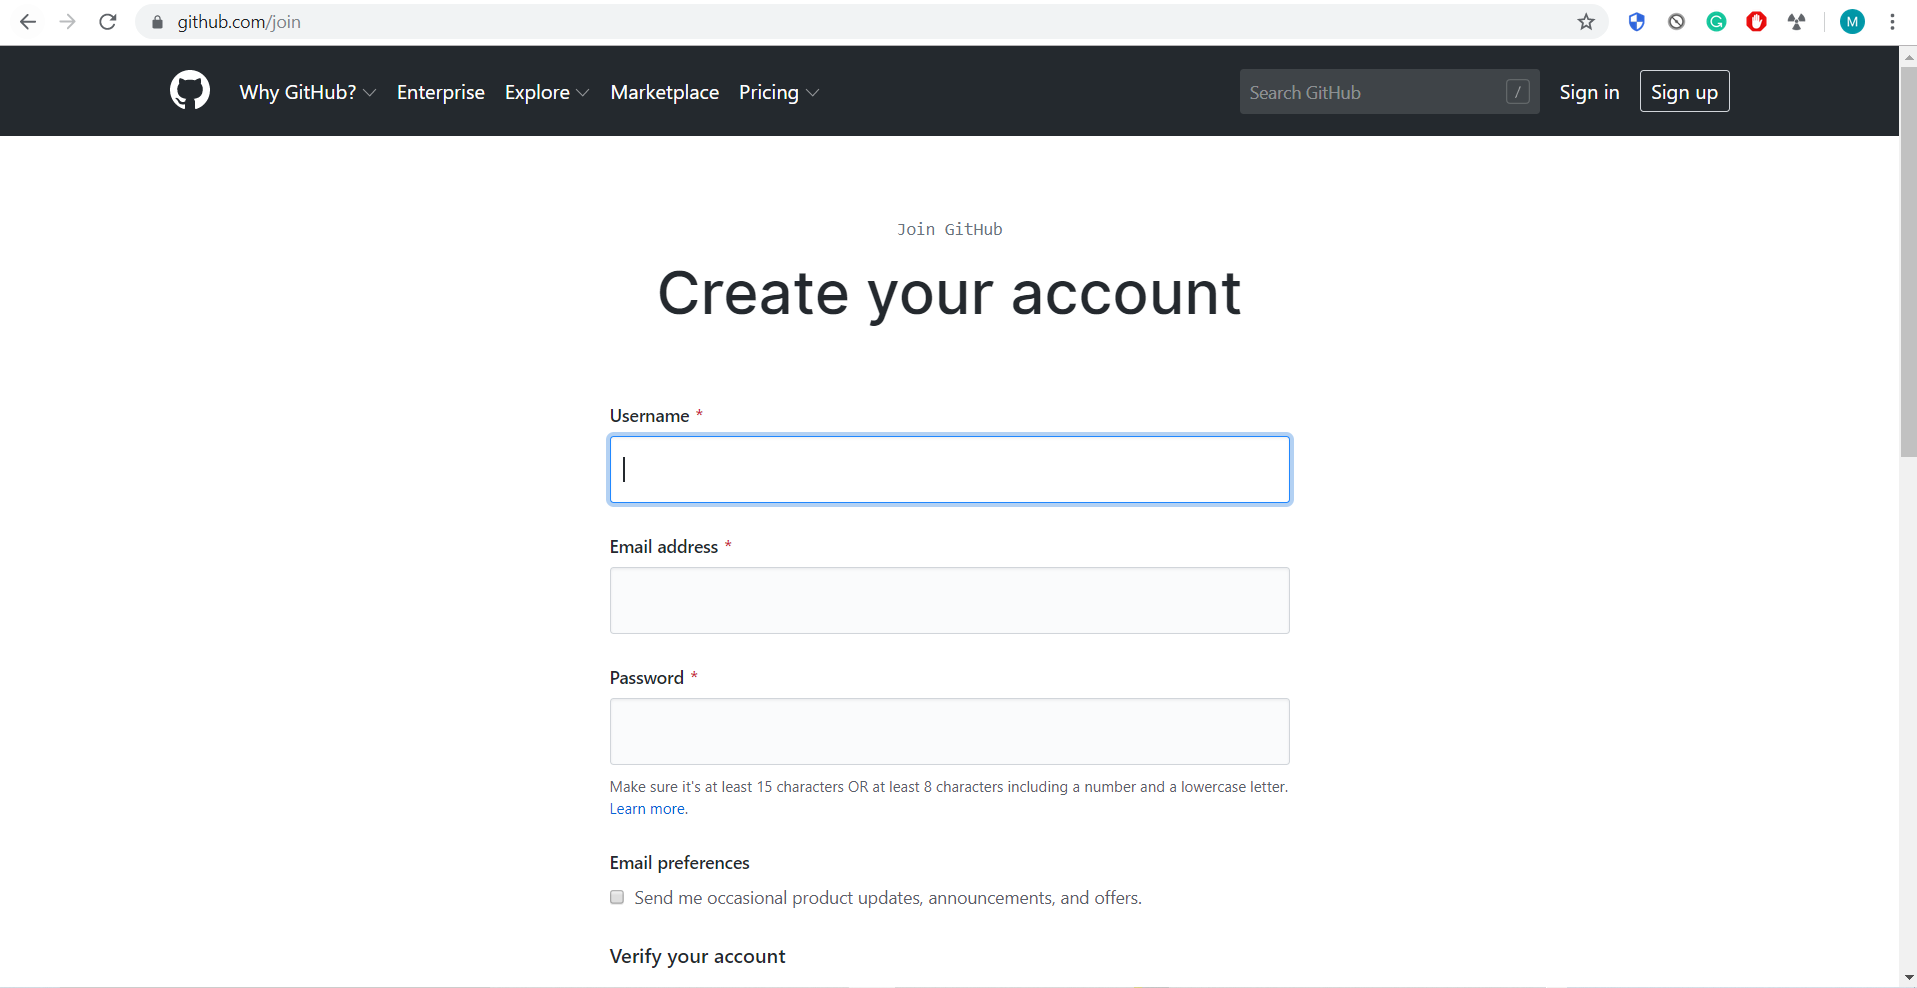 github.com/join
M
Why GitHub? Enterprise Explore Marketplace Pricing
Search GitHub /
Sign in
Sign up
Join GitHub
Create your account
Username *
Email address *
Password *
Make sure it's at least 15 characters OR at least 8 characters including a number and a lowercase letter.
Learn more.
Email preferences
Send me occasional product updates, announcements, and offers.
Verify your account